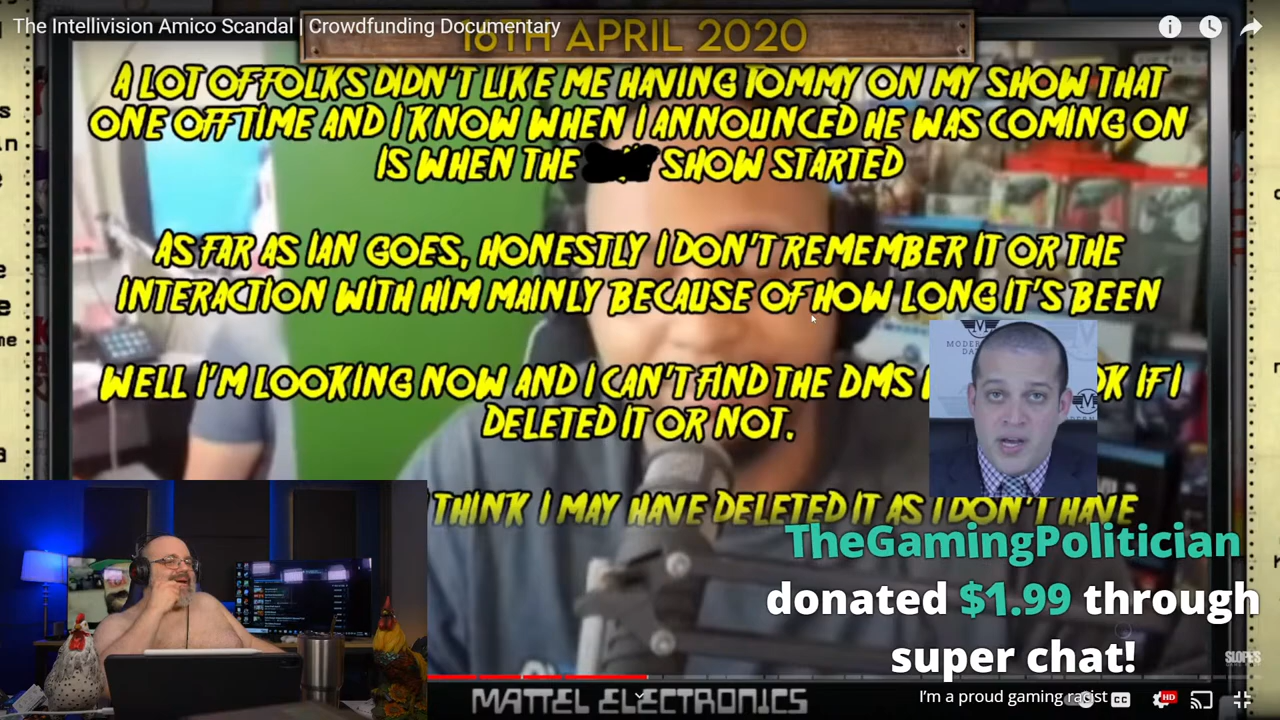 The Intellivision Amico Scandal | Crowdfunding Documentary
16TH APRIL 2020
A LOT OF FOLKS DIDN'T LIKE ME HAVING TOMMY ON MY SHOW THAT
ONE OFF TIME AND I KNOW WHEN I ANNOUNCED HE WAS COMING ON
IS WHEN THE SHOW STARTED
AS FAR AS IAN GOES, HONESTLY I DON'T REMEMBER IT OR THE
INTERACTION WITH HIM MAINLY BECAUSE OF HOW LONG IT'S BEEN
WELL I'M LOOKING NOW AND I CAN'T FIND THE DMS IF I
DELETED IT OR NOT.
I THINK I MAY HAVE DELETED IT AS I DON'T HAVE
TheGamingPolitician
donated $1.99 through
super chat!
I'm a proud gaming racist
SLOPES
MATTEL ELECTRONICS
CC
HD